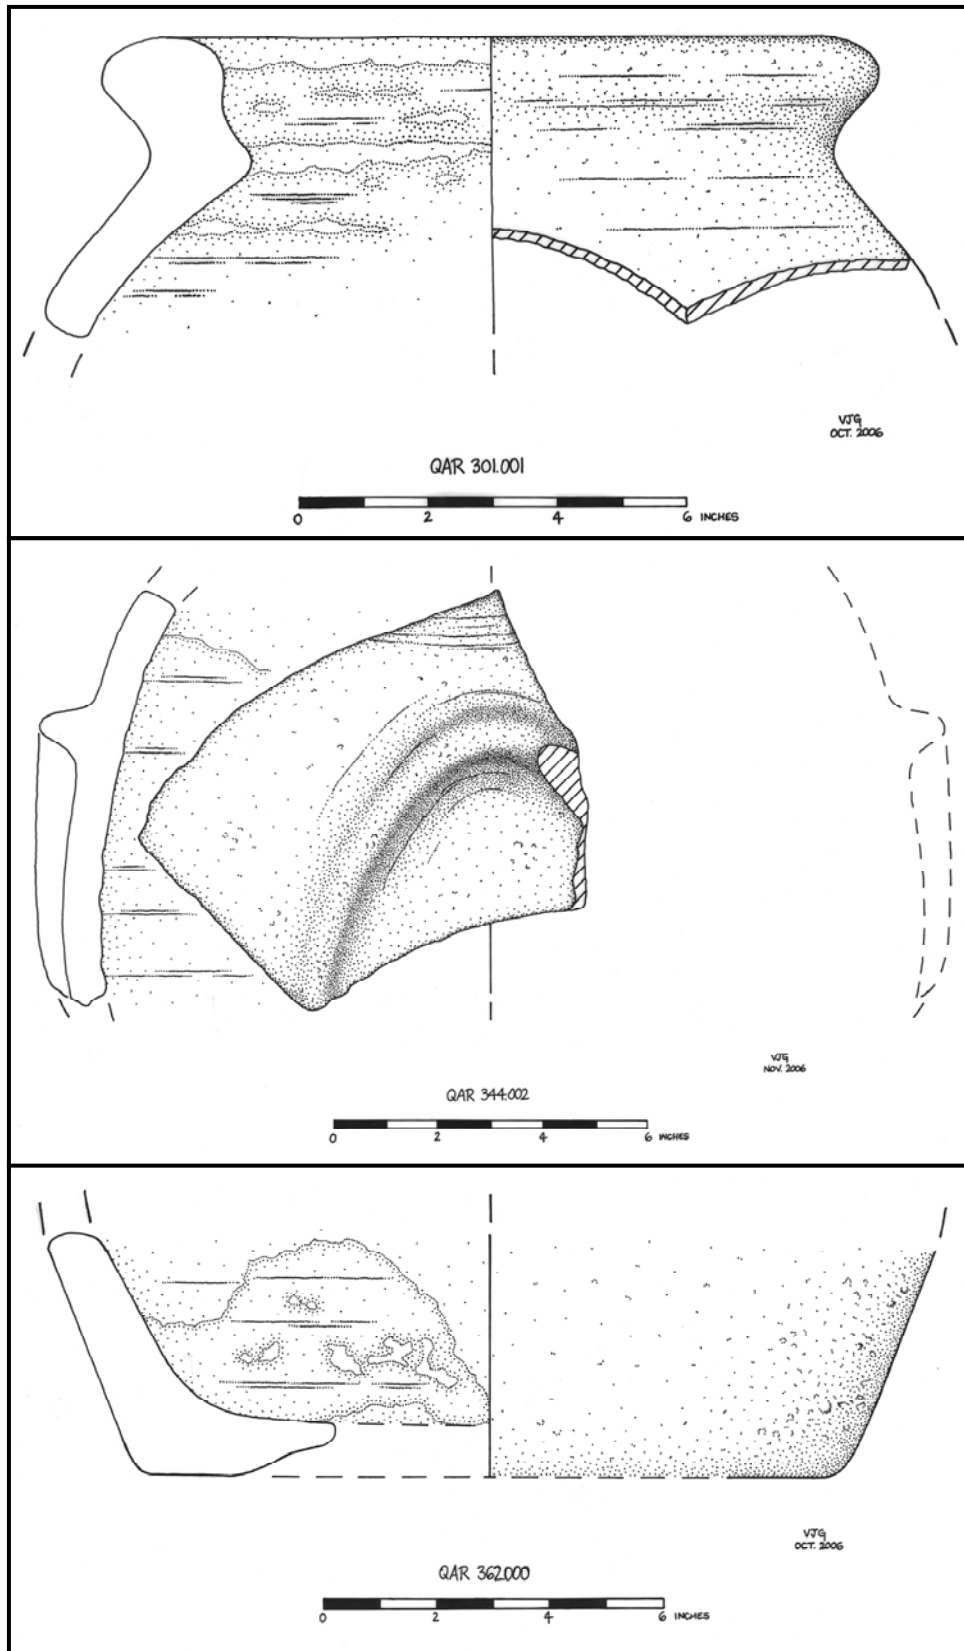 VJG
OCT. 2006
QAR 301.001
0 2 4 6 INCHES
VJG
NOV. 2006
QAR 344.002
0 2 4 6 INCHES
VJG
OCT. 2006
QAR 362.000
0 2 4 6 INCHES